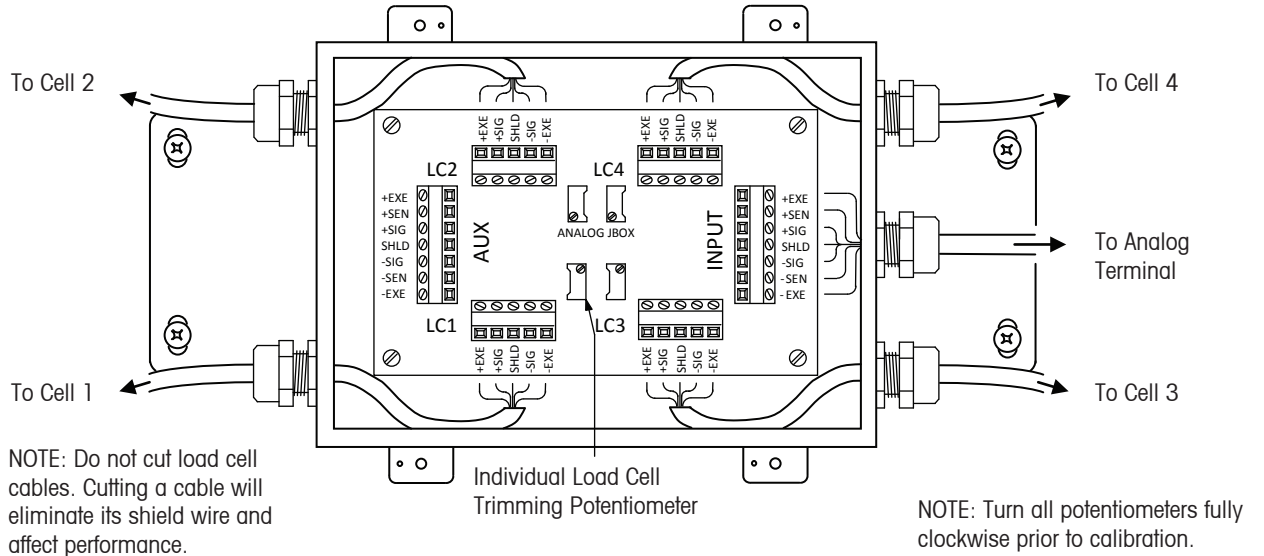 To Cell 2
To Cell 4
+EXE
+SIG
SHLD
-SIG
-EXE
+EXE
+SIG
SHLD
-SIG
-EXE
LC2
LC4
+EXE
+SEN
+SIG
SHLD
-SIG
-SEN
-EXE
AUX
ANALOG JBOX
INPUT
+EXE
+SEN
+SIG
SHLD
-SIG
-SEN
- EXE
To Analog
Terminal
LC1
LC3
+EXE
+SIG
SHLD
-SIG
-EXE
+EXE
+SIG
SHLD
-SIG
-EXE
To Cell 1
To Cell 3
NOTE: Do not cut load cell
cables. Cutting a cable will
eliminate its shield wire and
affect performance.
Individual Load Cell
Trimming Potentiometer
NOTE: Turn all potentiometers fully
clockwise prior to calibration.